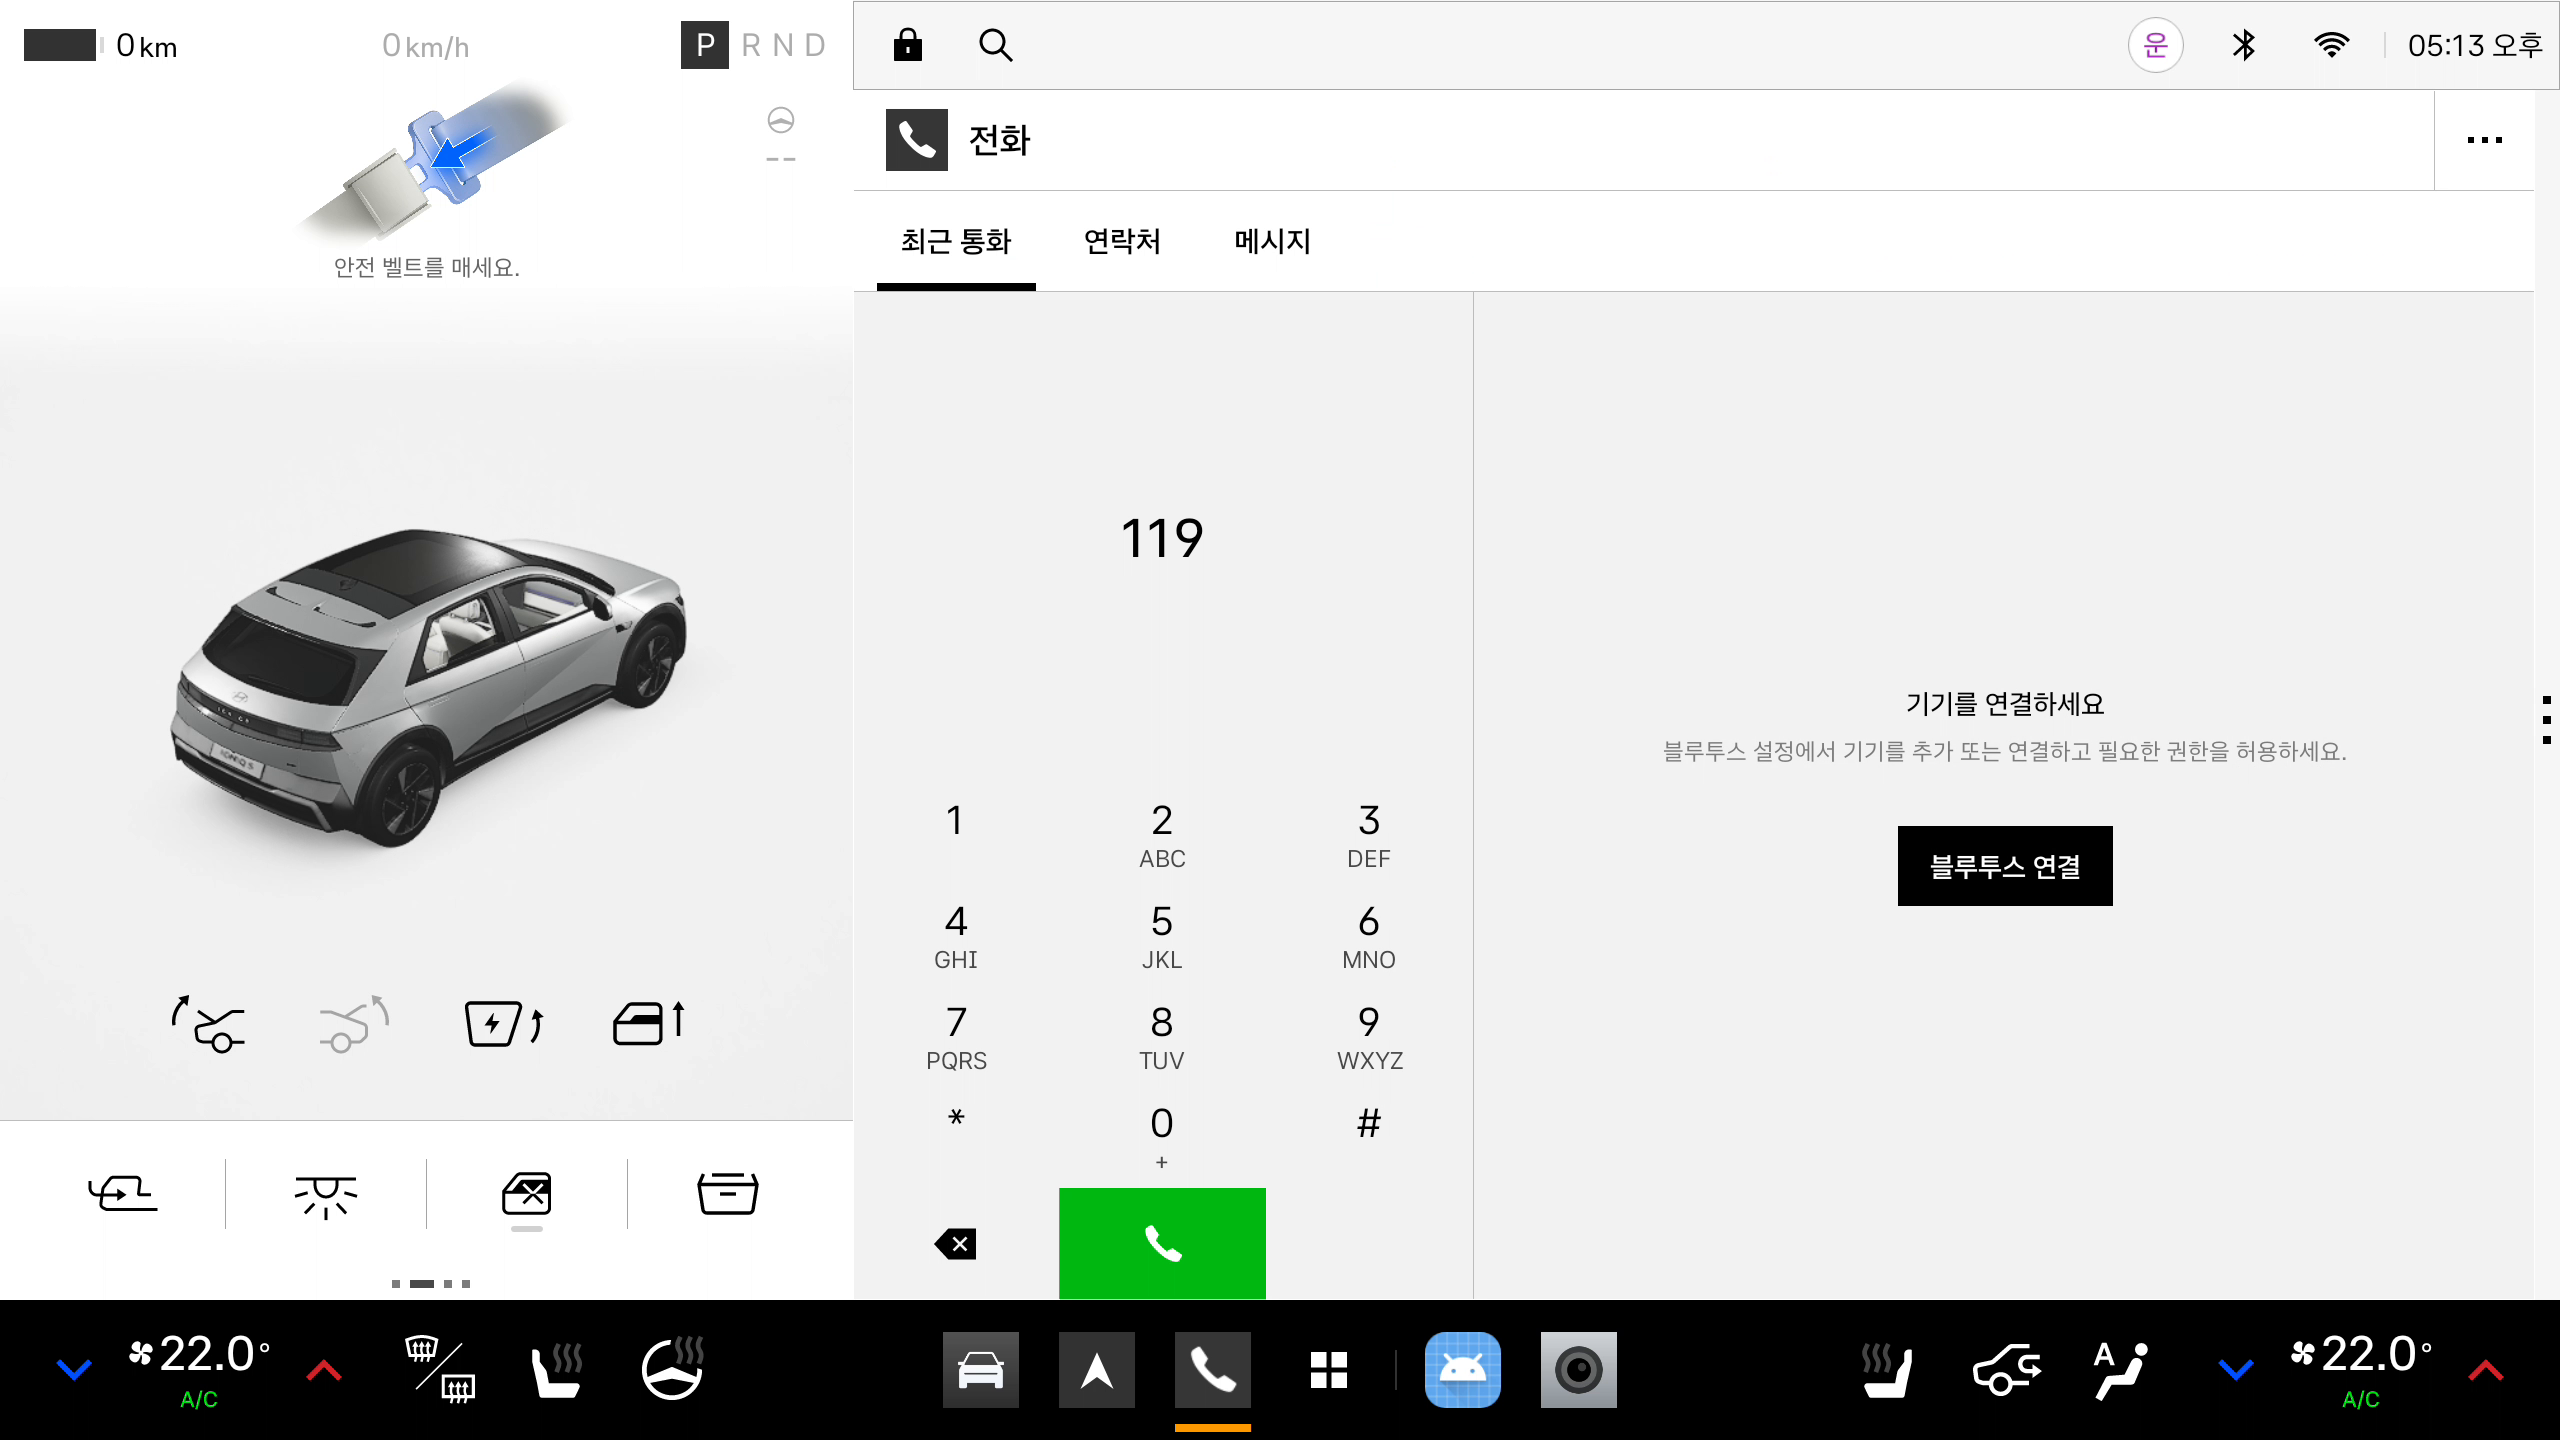 0 km
0 km/h
P R N D
운
05:13 오후
안전 벨트를 매세요.
전화
최근 통화 연락처 메시지
119
1
2 ABC
3 DEF
4 GHI
5 JKL
6 MNO
7 PQRS
8 TUV
9 WXYZ
*
0 +
#
기기를 연결하세요
블루투스 설정에서 기기를 추가 또는 연결하고 필요한 권한을 허용하세요.
블루투스 연결
22.0°
A/C
A
22.0°
A/C